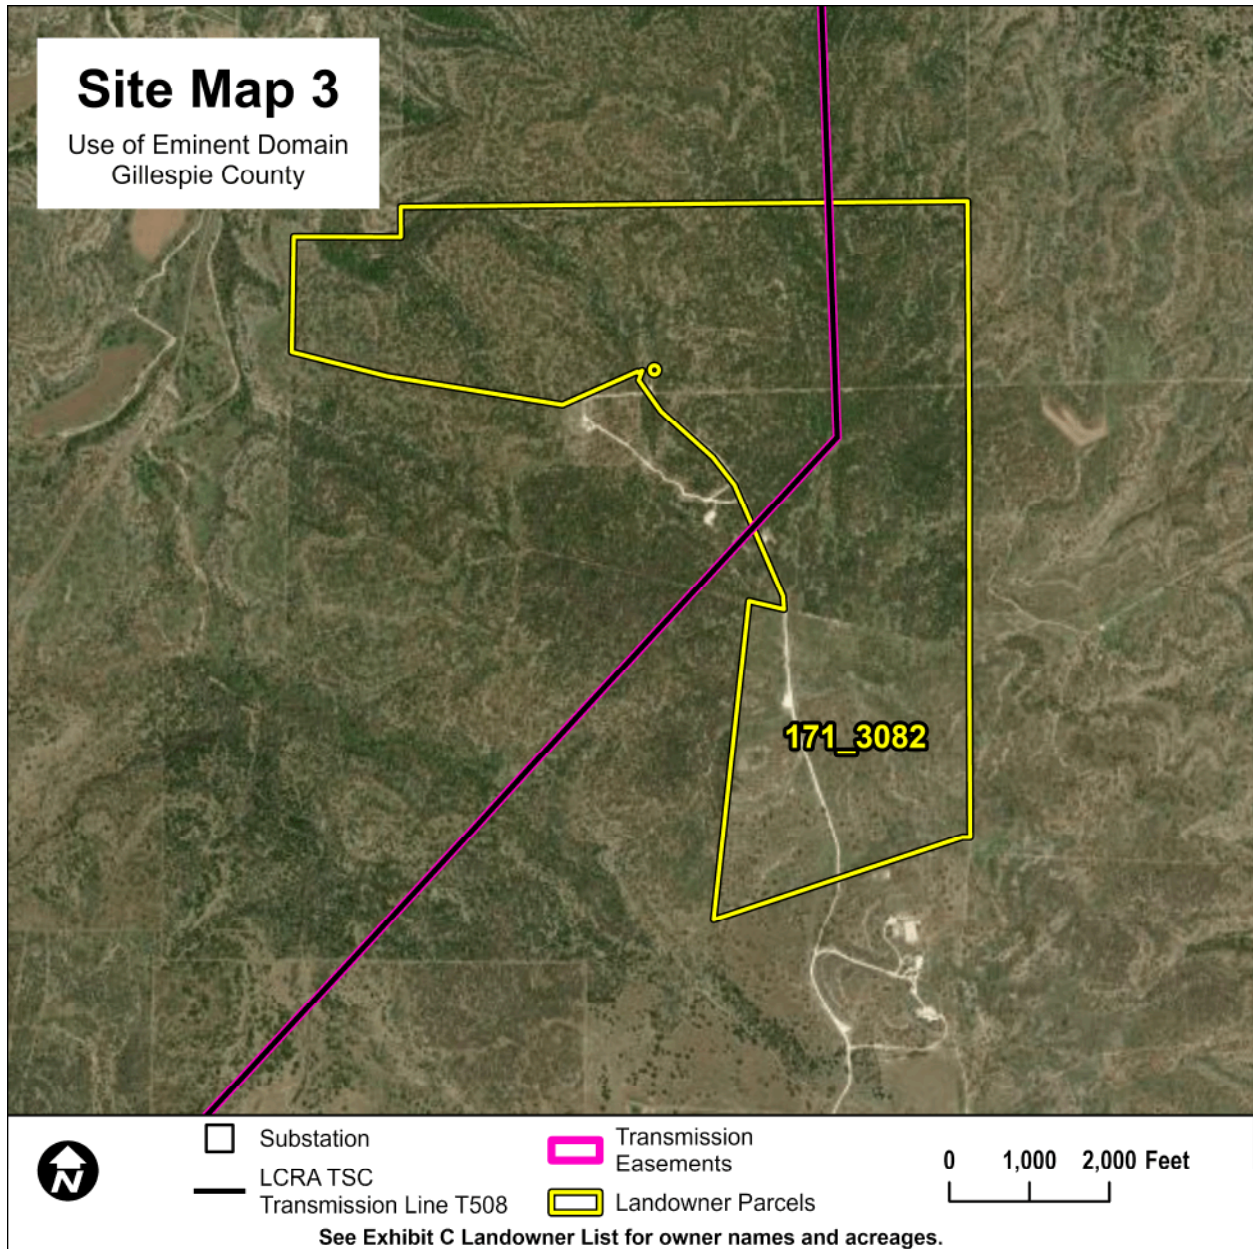 Site Map 3
Use of Eminent Domain
Gillespie County
171_3082
N
Substation
LCRA TSC
Transmission Line T508
Transmission
Easements
Landowner Parcels
0 1,000 2,000 Feet
See Exhibit C Landowner List for owner names and acreages.